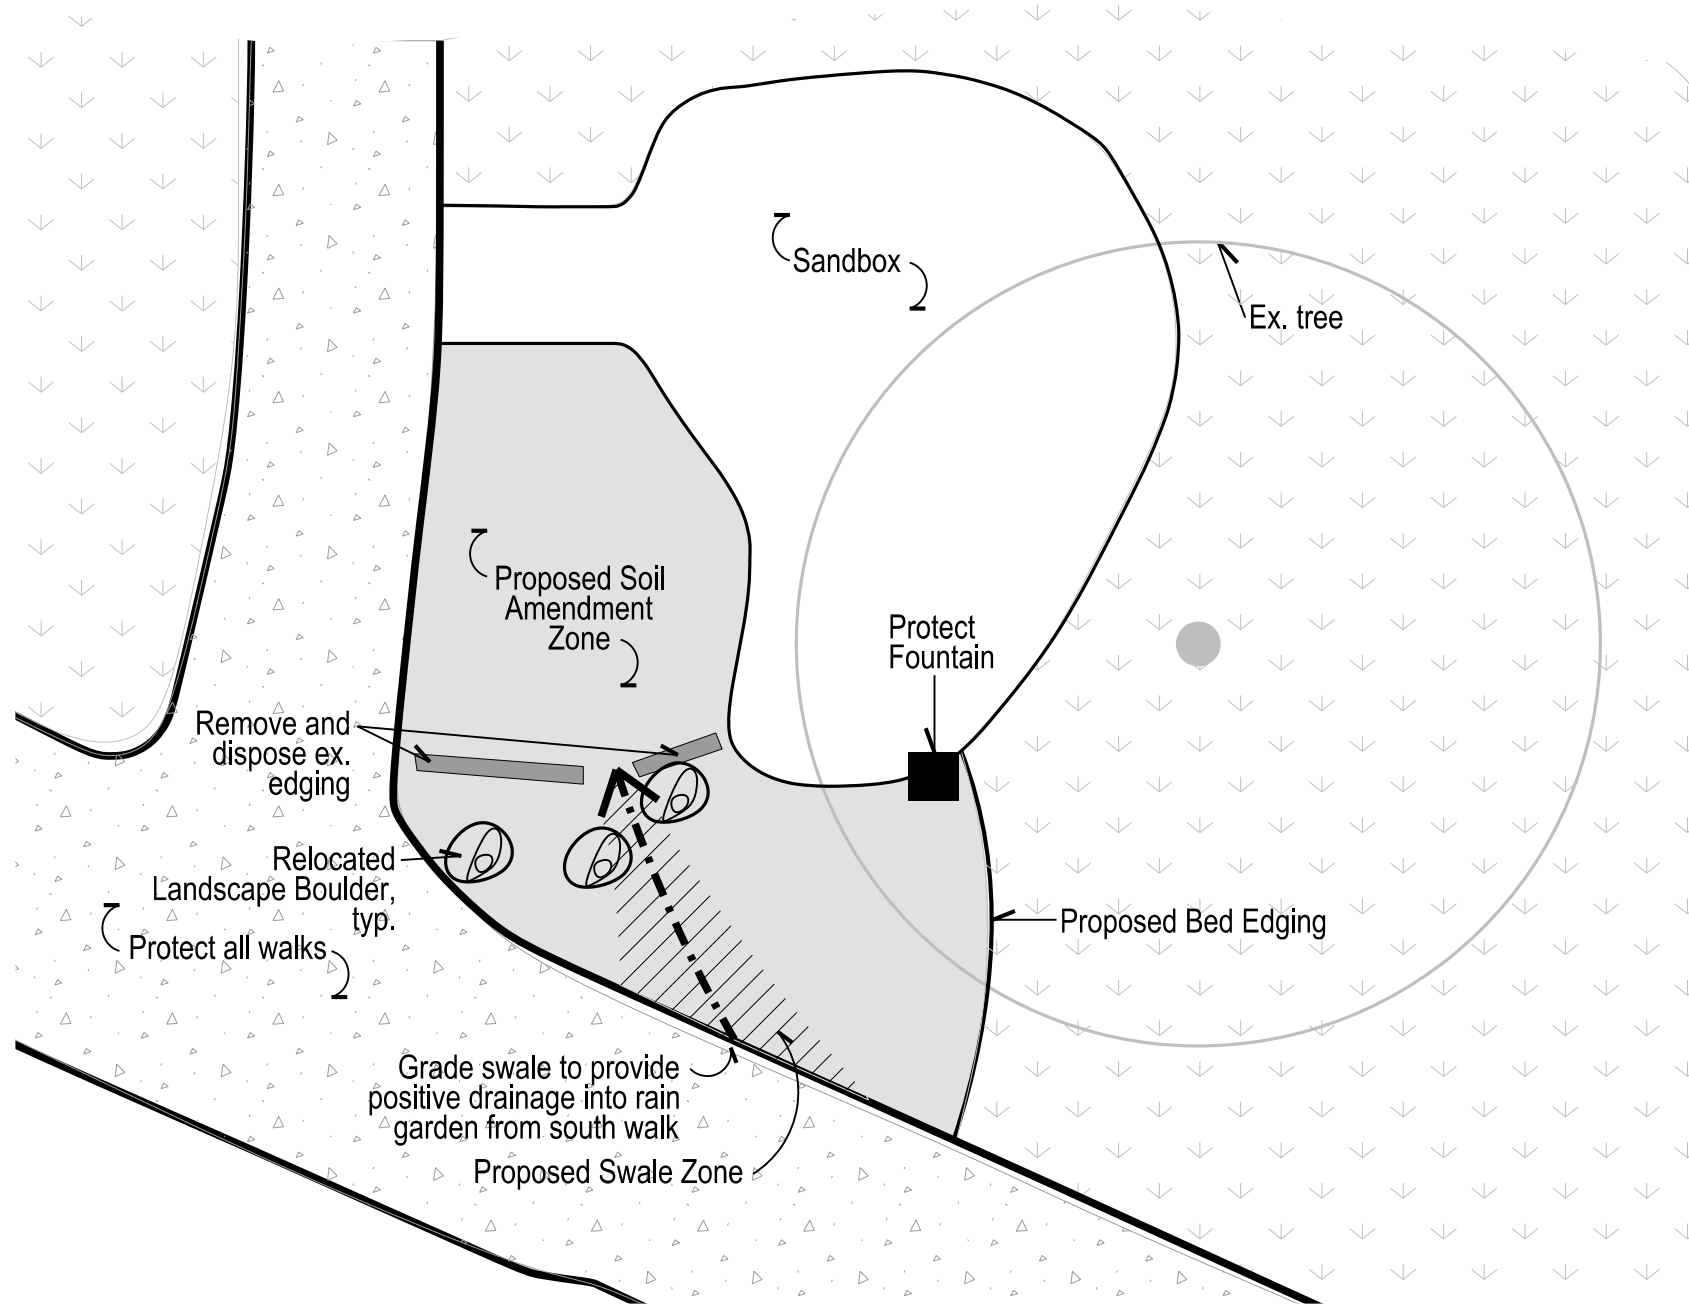 Sandbox
Ex. tree
Proposed Soil
Amendment
Zone
Protect
Fountain
Remove and
dispose ex.
edging
Relocated
Landscape Boulder,
typ.
Protect all walks
Proposed Bed Edging
Grade swale to provide
positive drainage into rain
garden from south walk
Proposed Swale Zone